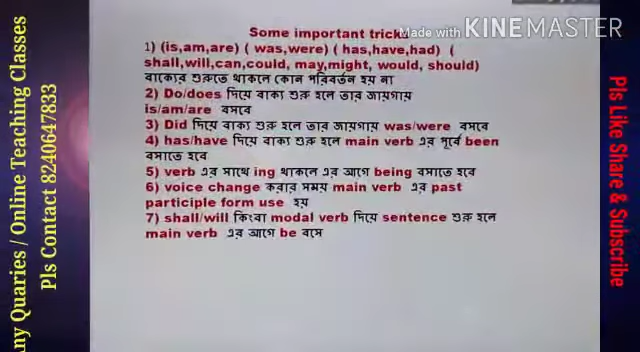 Some important tricks
1) (is,am,are) ( was,were) ( has,have,had) (
shall,will,can,could, may,might, would, should)
বাক্যের শুরুতে থাকলে কোন পরিবর্তন হয় না
2) Do/does দিয়ে বাক্য শুরু হলে তার জায়গায়
is/am/are বসবে
3) Did দিয়ে বাক্য শুরু হলে তার জায়গায় was/were বসবে
4) has/have দিয়ে বাক্য শুরু হলে main verb এর পূর্বে been
বসাতে হবে
5) verb এর সাথে ing থাকলে এর আগে being বসাতে হবে
6) voice change করার সময় main verb এর past
participle form use হয়
7) shall/will কিংবা modal verb দিয়ে sentence শুরু হলে
main verb এর আগে be বসে
Made with KINEMASTER
ny Quaries / Online Teaching Classes
Pls Contact 8240647833
Pls Like Share & Subscribe